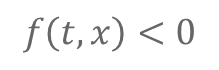 f(t, x) < 0